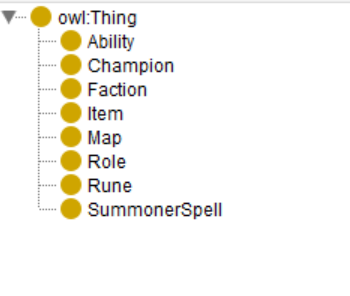 owl:Thing
Ability
Champion
Faction
Item
Map
Role
Rune
SummonerSpell